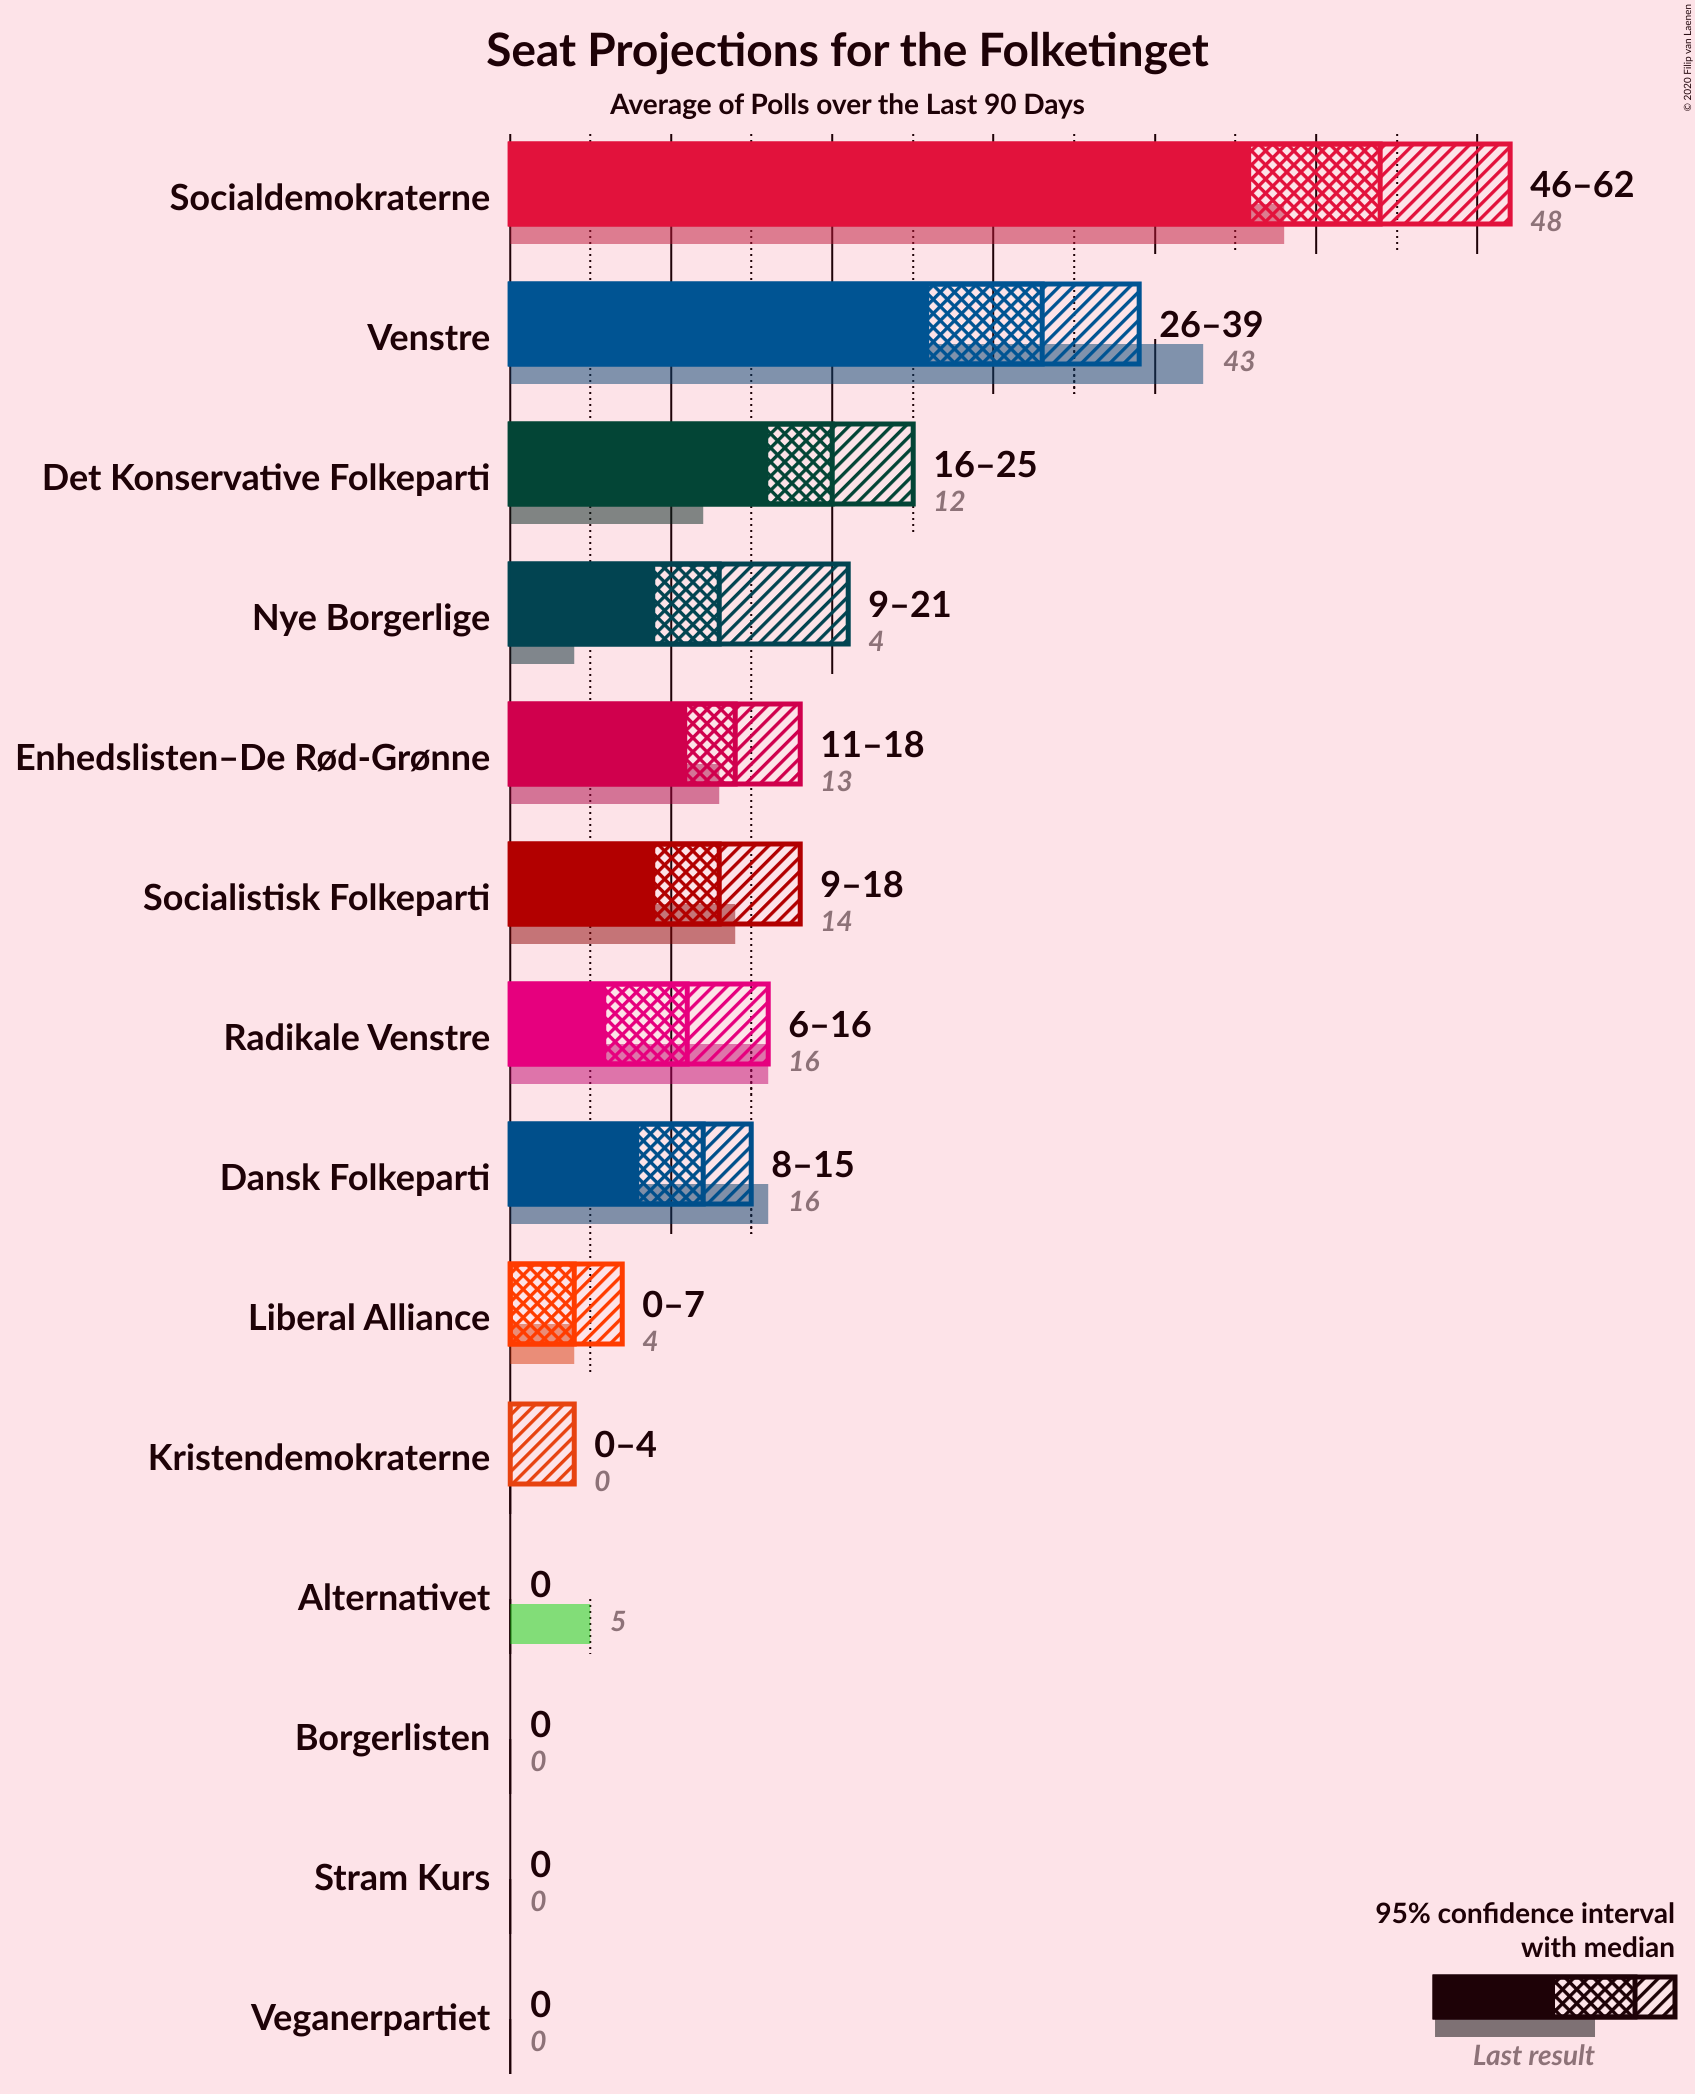 Seat Projections for the Folketinget
Average of Polls over the Last 90 Days
© 2020 Filip van Laenen
Socialdemokraterne
46–62
48
Venstre
26–39
43
Det Konservative Folkeparti
16–25
12
Nye Borgerlige
9–21
4
Enhedslisten–De Rød-Grønne
11–18
13
Socialistisk Folkeparti
9–18
14
Radikale Venstre
6–16
16
Dansk Folkeparti
8–15
16
Liberal Alliance
0–7
4
Kristendemokraterne
0–4
0
Alternativet
0
5
Borgerlisten
0
0
Stram Kurs
0
0
Veganerpartiet
0
0
95% confidence interval
with median
Last result